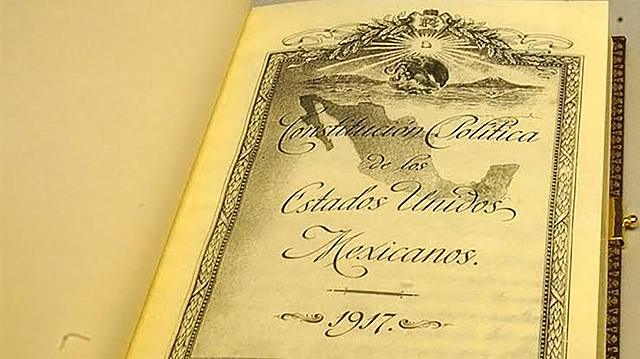 Constitución Política
de los
Estados Unidos
Mexicanos.
1917.